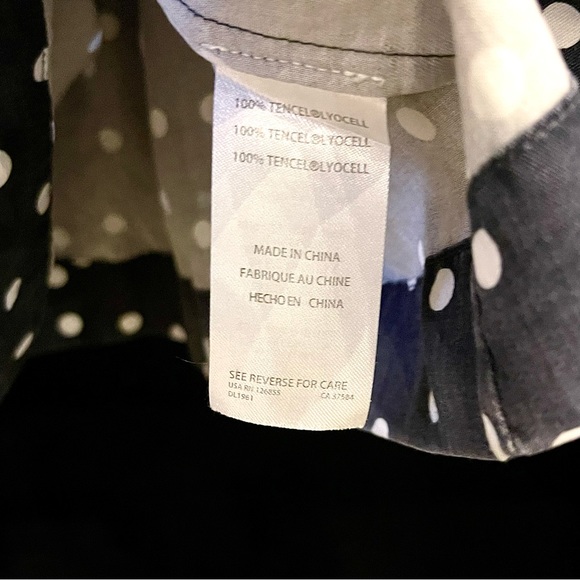 100% TENCEL®LYOCELL
100% TENCEL®LYOCELL
100% TENCEL®LYOCELL
MADE IN CHINA
FABRIQUE AU CHINE
HECHO EN CHINA
SEE REVERSE FOR CARE
USA RN 126855 CA 37504
DL1961